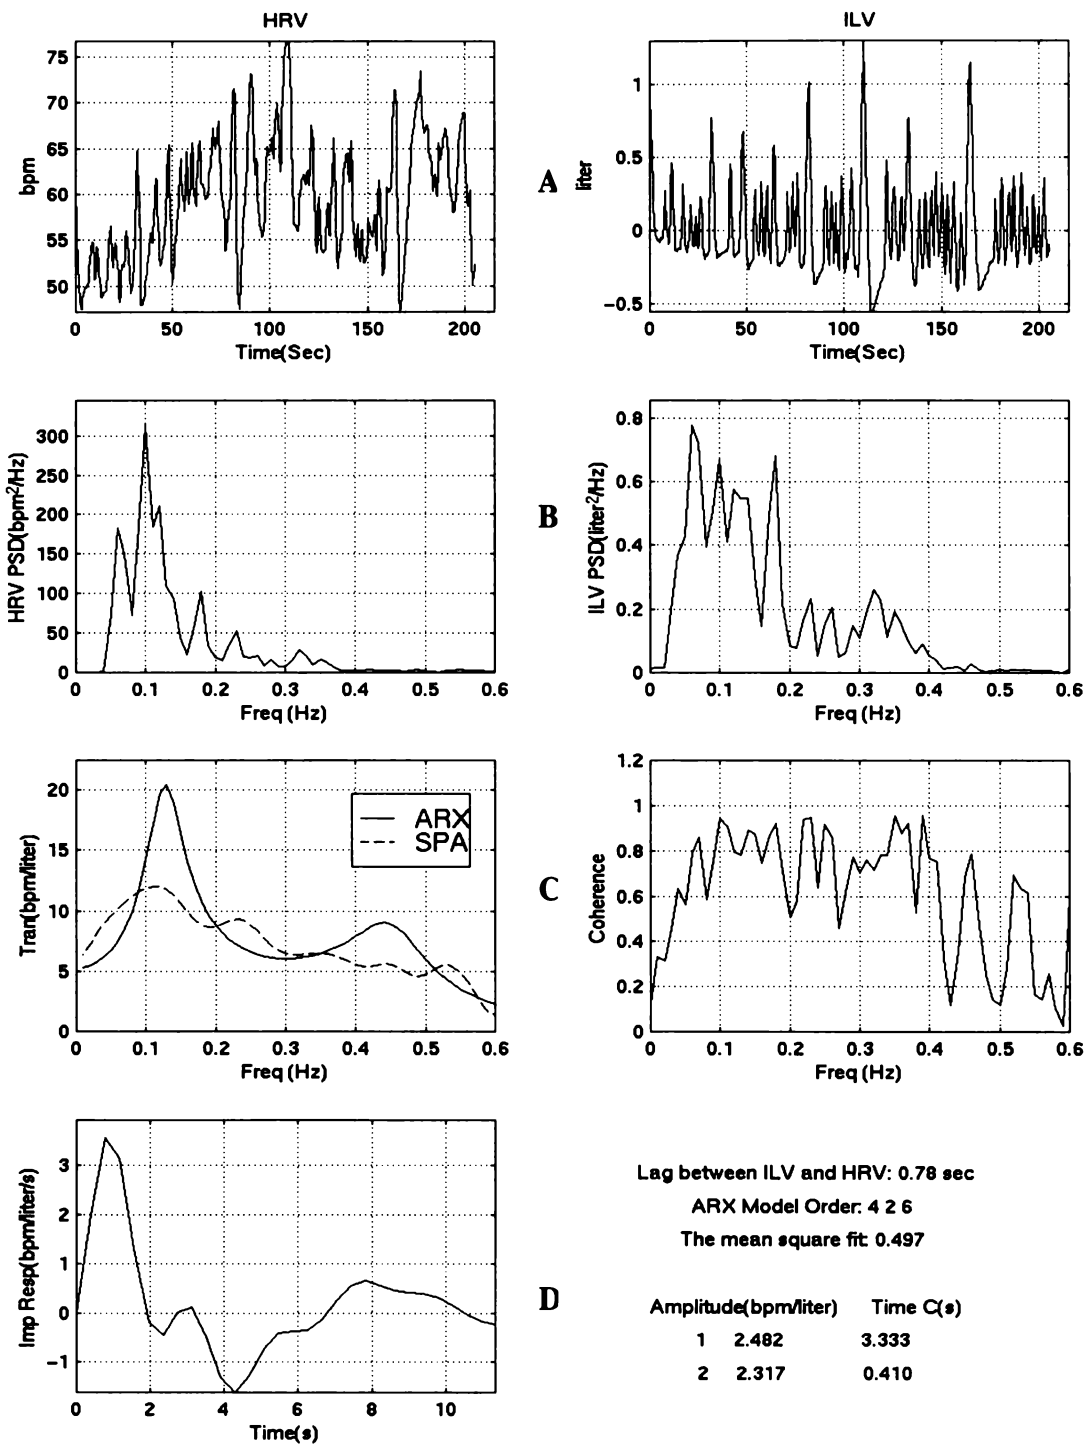 HRV
ILV
75
70
65
60
55
50
bpm
0 50 100 150 200
Time(Sec)
A
1
0.5
0
−0.5
liter
0 50 100 150 200
Time(Sec)
300
250
200
150
100
50
0
HRV PSD(bpm2/Hz)
0 0.1 0.2 0.3 0.4 0.5 0.6
Freq (Hz)
B
0.8
0.6
0.4
0.2
0
ILV PSD(liter2/Hz)
0 0.1 0.2 0.3 0.4 0.5 0.6
Freq (Hz)
20
15
10
5
0
Tran(bpm/liter)
ARX
SPA
0 0.1 0.2 0.3 0.4 0.5 0.6
Freq (Hz)
C
1.2
1
0.8
0.6
0.4
0.2
0
Coherence
0 0.1 0.2 0.3 0.4 0.5 0.6
Freq (Hz)
3
2
1
0
−1
Imp Resp(bpm/liter/s)
0 2 4 6 8 10
Time(s)
D
Lag between ILV and HRV: 0.78 sec
ARX Model Order: 4 2 6
The mean square fit: 0.497
Amplitude(bpm/liter) Time C(s)
1 2.482 3.333
2 2.317 0.410